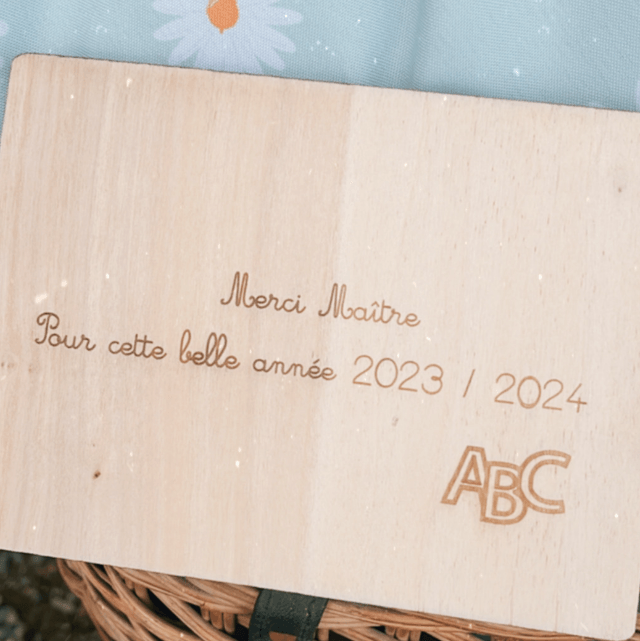 Merci Maître
Pour cette belle année 2023 / 2024
ABC